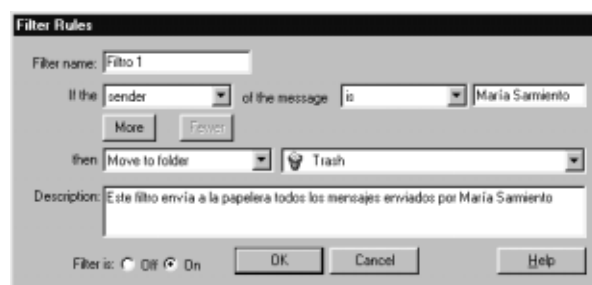 Filter Rules
Filter name: Filtro 1
If the sender of the message is María Sarmiento
More Fewer
then Move to folder Trash
Description: Este filtro envía a la papelera todos los mensajes enviados por María Sarmiento
Filter is: Off On OK Cancel Help